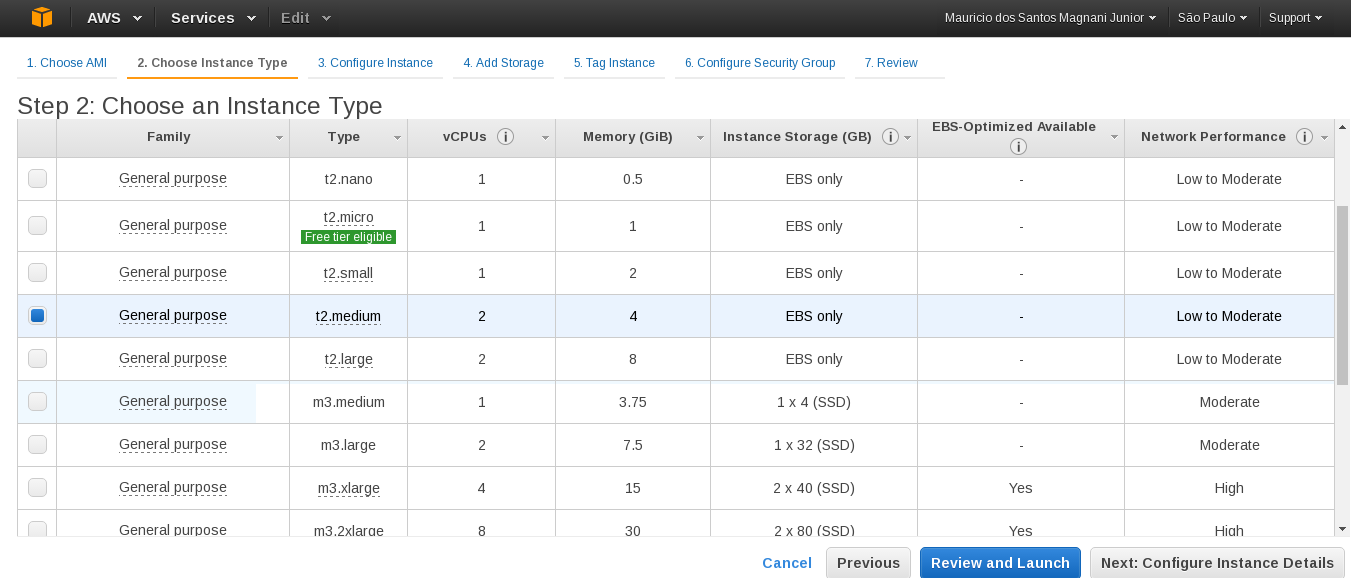 AWS Services Edit Mauricio dos Santos Magnani Junior São Paulo Support
1. Choose AMI 2. Choose Instance Type 3. Configure Instance 4. Add Storage 5. Tag Instance 6. Configure Security Group 7. Review
Step 2: Choose an Instance Type
Family Type vCPUs i Memory (GiB) Instance Storage (GB) i EBS-Optimized Available i Network Performance i
General purpose t2.nano 1 0.5 EBS only - Low to Moderate
General purpose t2.micro Free tier eligible 1 1 EBS only - Low to Moderate
General purpose t2.small 1 2 EBS only - Low to Moderate
General purpose t2.medium 2 4 EBS only - Low to Moderate
General purpose t2.large 2 8 EBS only - Low to Moderate
General purpose m3.medium 1 3.75 1 x 4 (SSD) - Moderate
General purpose m3.large 2 7.5 1 x 32 (SSD) - Moderate
General purpose m3.xlarge 4 15 2 x 40 (SSD) Yes High
General purpose m3.2xlarge 8 30 2 x 80 (SSD) Yes High
Cancel Previous Review and Launch Next: Configure Instance Details